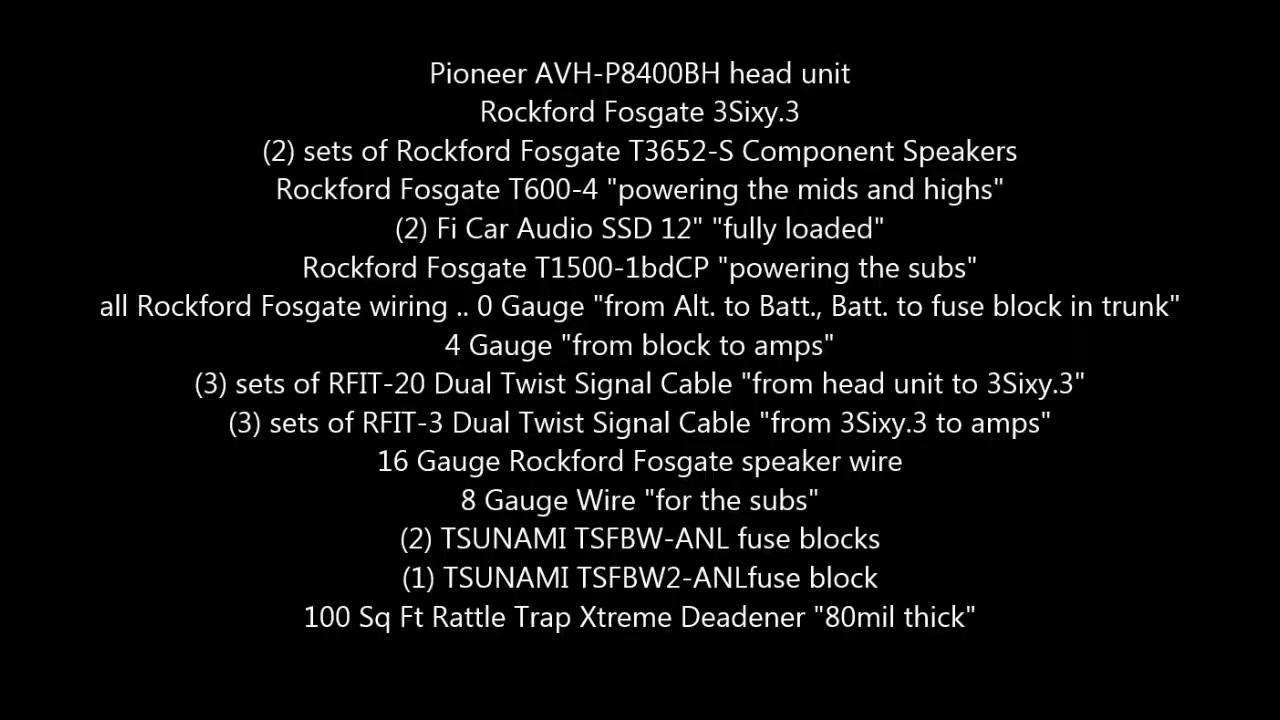 Pioneer AVH-P8400BH head unit
Rockford Fosgate 3Sixy.3
(2) sets of Rockford Fosgate T3652-S Component Speakers
Rockford Fosgate T600-4 "powering the mids and highs"
(2) Fi Car Audio SSD 12" "fully loaded"
Rockford Fosgate T1500-1bdCP "powering the subs"
all Rockford Fosgate wiring .. 0 Gauge "from Alt. to Batt., Batt. to fuse block in trunk"
4 Gauge "from block to amps"
(3) sets of RFIT-20 Dual Twist Signal Cable "from head unit to 3Sixy.3"
(3) sets of RFIT-3 Dual Twist Signal Cable "from 3Sixy.3 to amps"
16 Gauge Rockford Fosgate speaker wire
8 Gauge Wire "for the subs"
(2) TSUNAMI TSFBW-ANL fuse blocks
(1) TSUNAMI TSFBW2-ANLfuse block
100 Sq Ft Rattle Trap Xtreme Deadener "80mil thick"